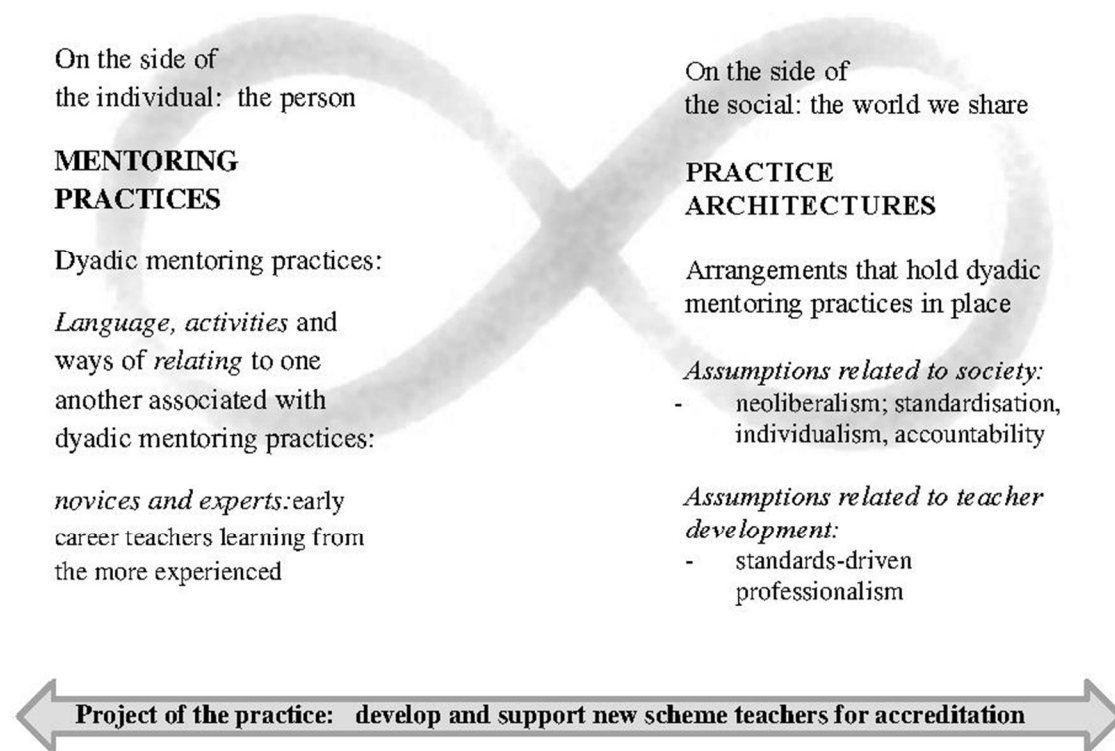 On the side of
the individual: the person
MENTORING
PRACTICES
Dyadic mentoring practices:
Language, activities and
ways of relating to one
another associated with
dyadic mentoring practices:
novices and experts:early
career teachers learning from
the more experienced
On the side of
the social: the world we share
PRACTICE
ARCHITECTURES
Arrangements that hold dyadic
mentoring practices in place
Assumptions related to society:
- neoliberalism; standardisation,
individualism, accountability
Assumptions related to teacher
development:
- standards-driven
professionalism
Project of the practice: develop and support new scheme teachers for accreditation